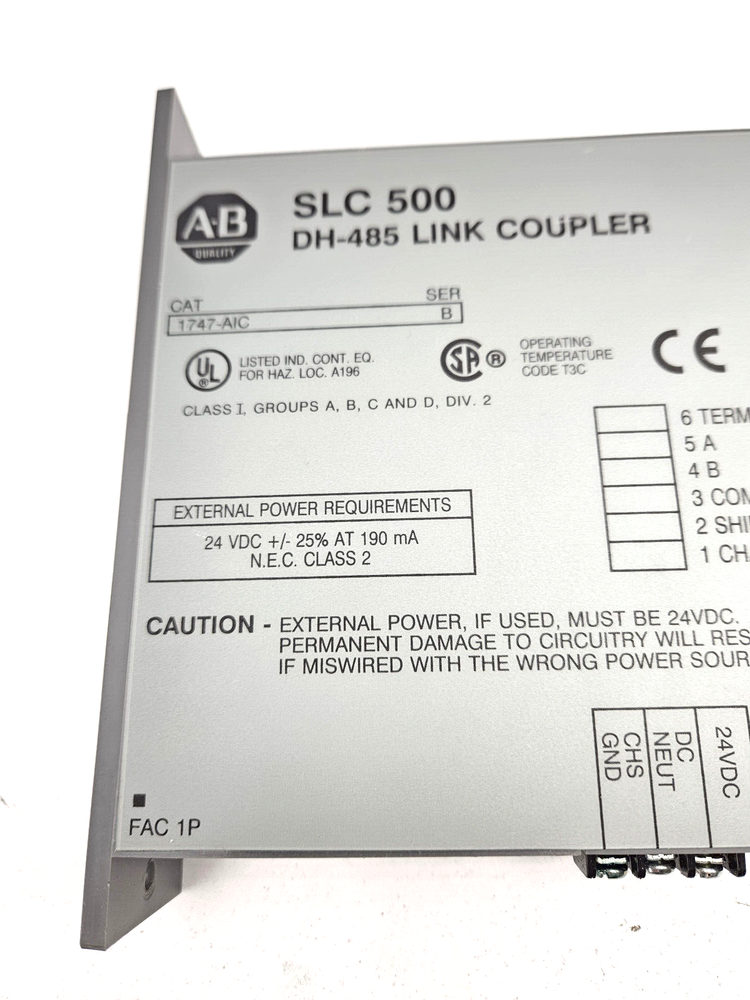 A-B
QUALITY
SLC 500
DH-485 LINK COUPLER
CAT SER
1747-AIC B
UL
LISTED IND. CONT. EQ.
FOR HAZ. LOC. A196
SA
OPERATING
TEMPERATURE
CODE T3C
CE
CLASS I, GROUPS A, B, C AND D, DIV. 2
6 TERM
5 A
4 B
3 COM
2 SHI
1 CH
EXTERNAL POWER REQUIREMENTS
24 VDC +/- 25% AT 190 mA
N.E.C. CLASS 2
CAUTION - EXTERNAL POWER, IF USED, MUST BE 24VDC.
PERMANENT DAMAGE TO CIRCUITRY WILL RES
IF MISWIRED WITH THE WRONG POWER SOUR
CHS
GND
DC
NEUT
24VDC
FAC 1P